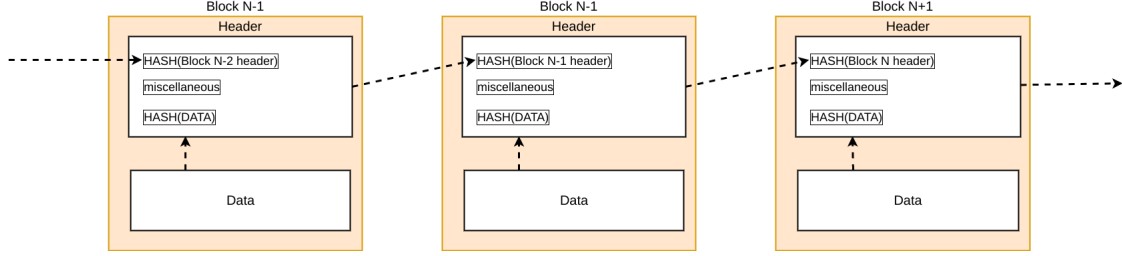 Block N-1
Block N-1
Block N+1
Header
Header
Header
HASH(Block N-2 header)
HASH(Block N-1 header)
HASH(Block N header)
miscellaneous
miscellaneous
miscellaneous
HASH(DATA)
HASH(DATA)
HASH(DATA)
Data
Data
Data